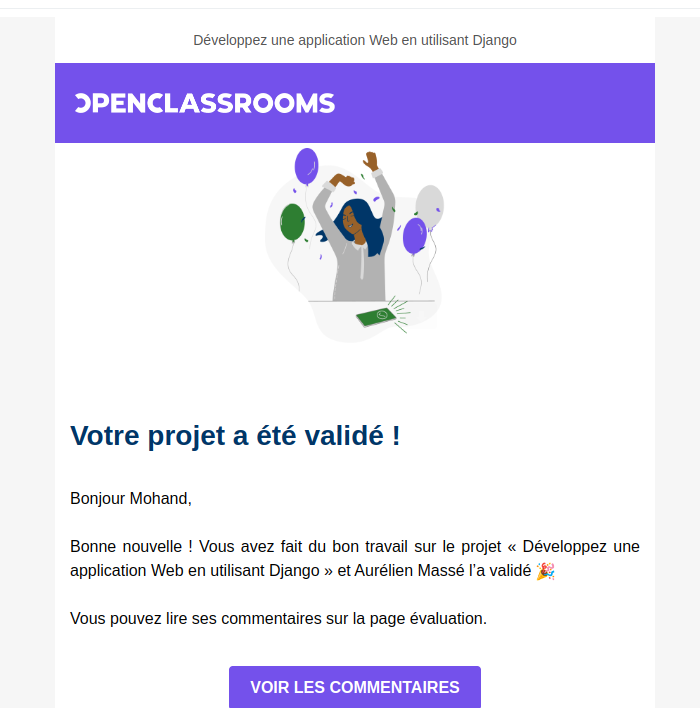 Développez une application Web en utilisant Django
OPENCLASSROOMS
Votre projet a été validé !
Bonjour Mohand,
Bonne nouvelle ! Vous avez fait du bon travail sur le projet « Développez une
application Web en utilisant Django » et Aurélien Massé l’a validé 🎉
Vous pouvez lire ses commentaires sur la page évaluation.
VOIR LES COMMENTAIRES